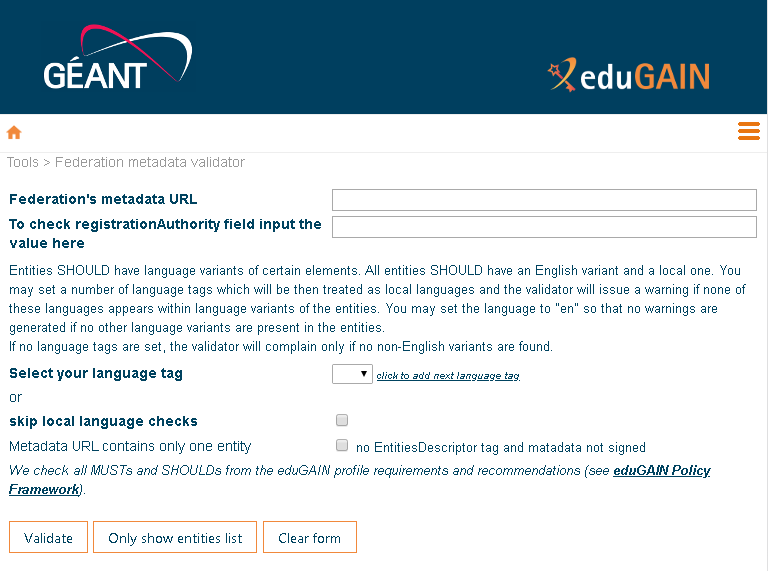 GÉANT
eduGAIN
Tools > Federation metadata validator
Federation's metadata URL
To check registrationAuthority field input the
value here
Entities SHOULD have language variants of certain elements. All entities SHOULD have an English variant and a local one. You
may set a number of language tags which will be then treated as local languages and the validator will issue a warning if none of
these languages appears within language variants of the entities. You may set the language to "en" so that no warnings are
generated if no other language variants are present in the entities.
If no language tags are set, the validator will complain only if no non-English variants are found.
Select your language tag
click to add next language tag
or
skip local language checks
Metadata URL contains only one entity
no EntitiesDescriptor tag and matadata not signed
We check all MUSTs and SHOULDs from the eduGAIN profile requirements and recommendations (see eduGAIN Policy
Framework).
Validate
Only show entities list
Clear form